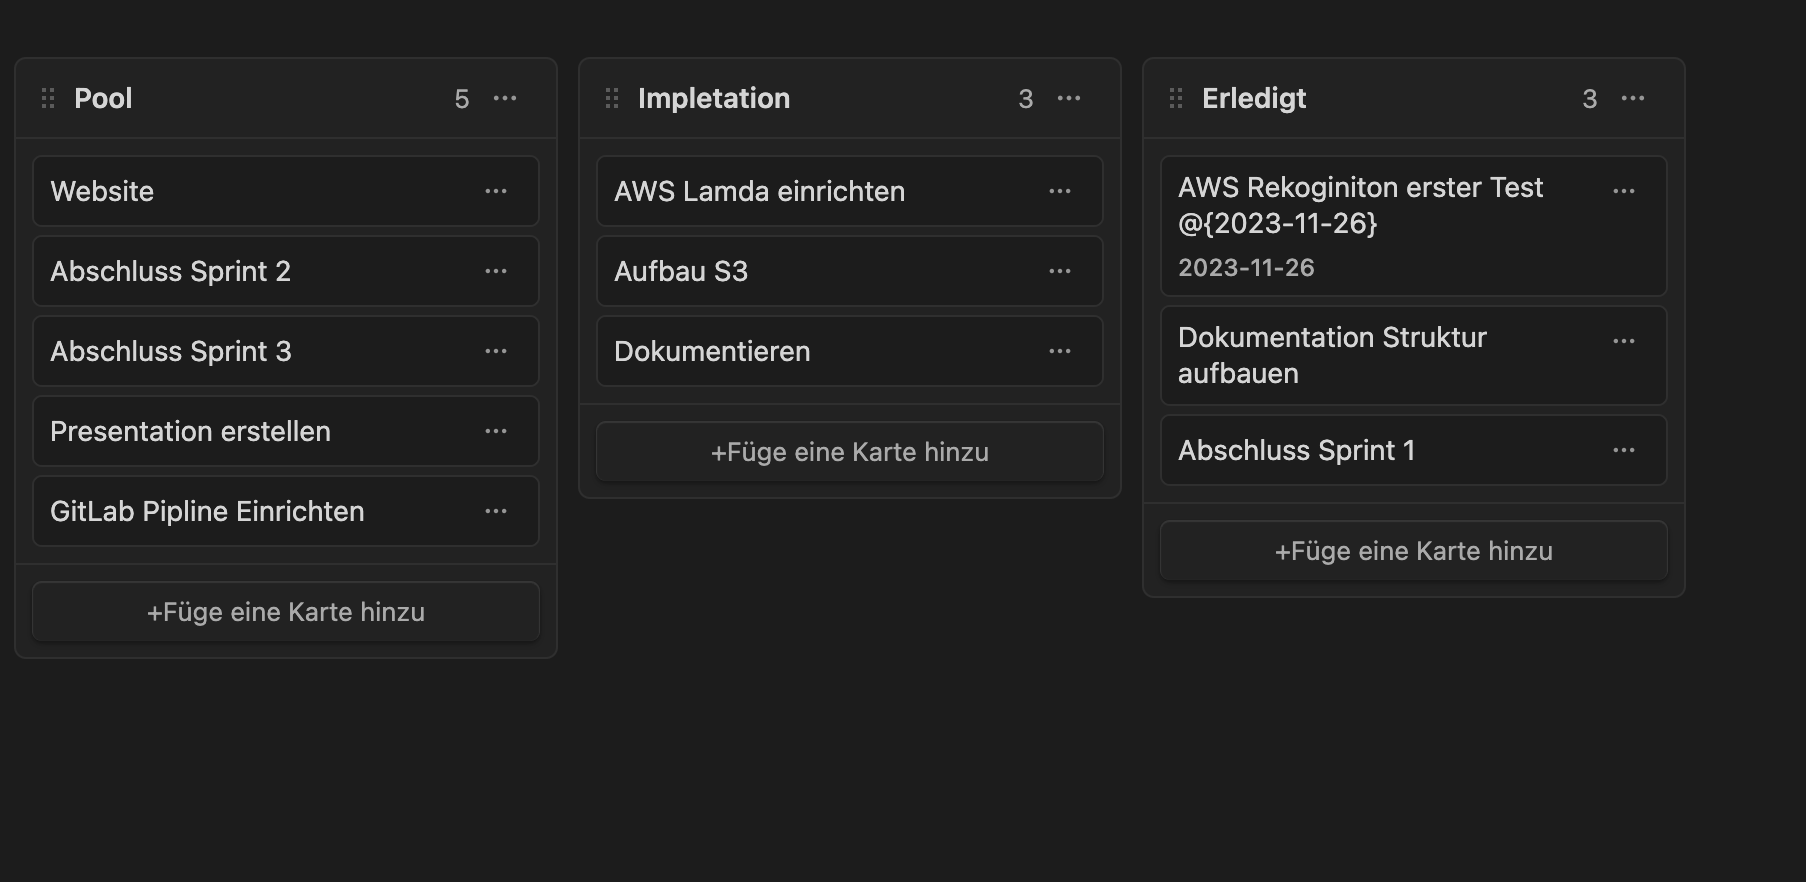 Pool 5
Website
Abschluss Sprint 2
Abschluss Sprint 3
Presentation erstellen
GitLab Pipline Einrichten
+Füge eine Karte hinzu
Impletation 3
AWS Lamda einrichten
Aufbau S3
Dokumentieren
+Füge eine Karte hinzu
Erledigt 3
AWS Rekoginiton erster Test
@{2023-11-26}
2023-11-26
Dokumentation Struktur
aufbauen
Abschluss Sprint 1
+Füge eine Karte hinzu